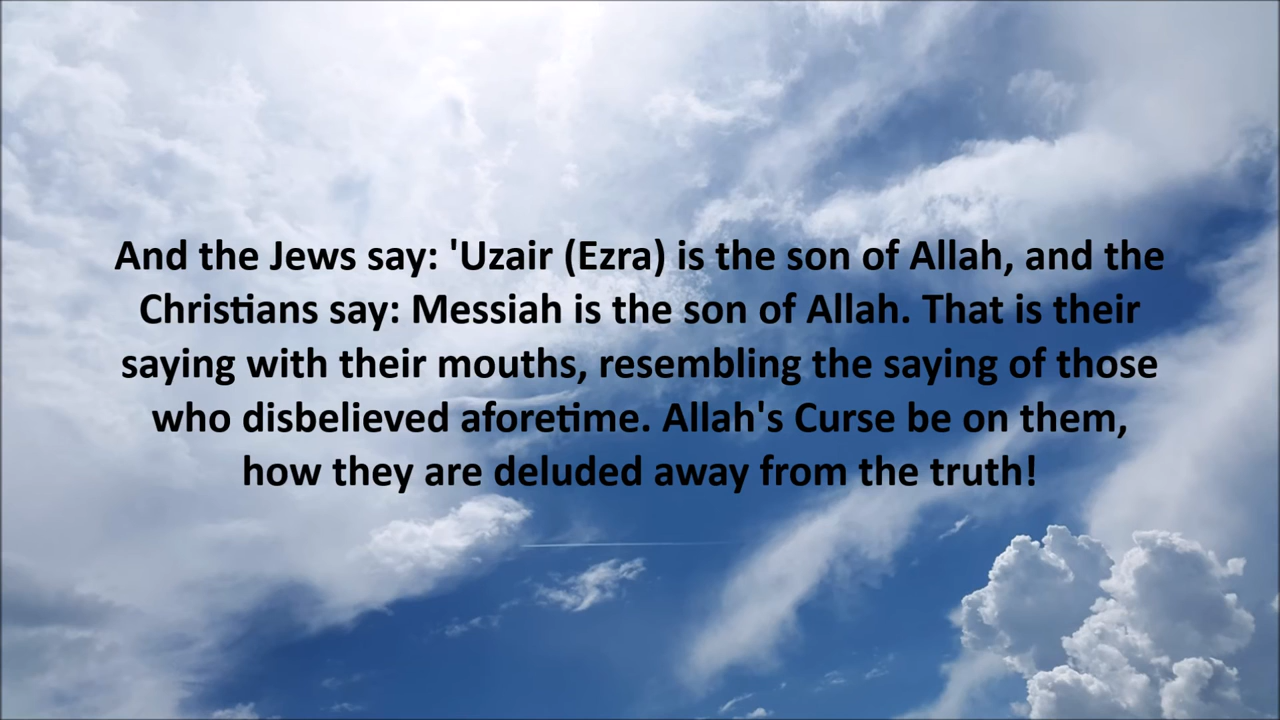 And the Jews say: 'Uzair (Ezra) is the son of Allah, and the
Christians say: Messiah is the son of Allah. That is their
saying with their mouths, resembling the saying of those
who disbelieved aforetime. Allah's Curse be on them,
how they are deluded away from the truth!